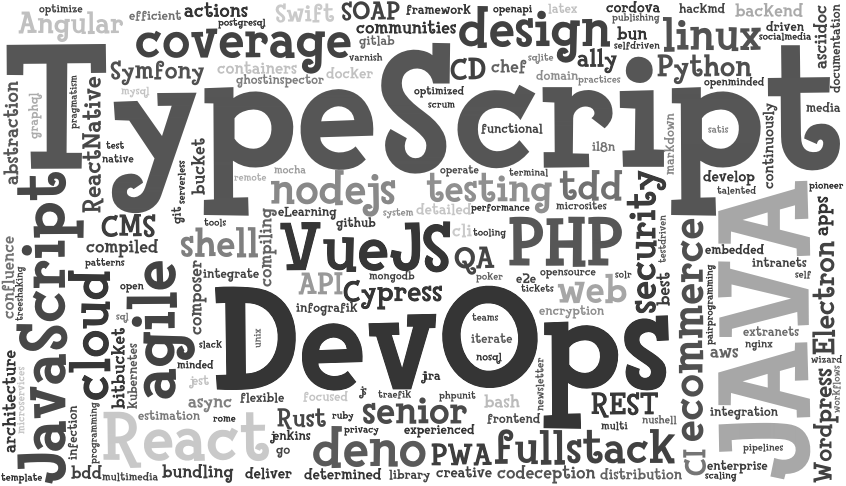 optimize
efficient
actions
postgresql
Swift
SOAP
framework
openapi
latex
cordova
publishing
hackmd
backend
asciidoc
documentation
Angular
coverage
communities
gitlab
varnish
design
bun
selfdriven
linux
driven
socialmedia
Symfony
containers
ghostinspector
docker
CD
chef
sqlite
ally
domain
practices
Python
openminded
mysql
optimized
scrum
TypeScript
abstraction
graphql
pragmatism
ReactNative
test
native
functional
i18n
markdown
satis
continuously
media
bucket
serverless
git
remote
mocha
operate
terminal
nodejs
testing
tdd
develop
talented
pioneer
JavaScript
CMS
compiled
tools
eLearning
github
system
detailed
performance
microsites
cli
tooling
security
testdriven
shell
compiling
VueJS
QA
PHP
ecommerce
embedded
intranets
self
JAVA
apps
Electron
confluence
treeshaking
patterns
integrate
API
mongodb
Cypress
poker
e2e
tickets
opensource
solr
web
best
pairprogramming
cloud
open
sql
agile
composer
infografik
encryption
extranets
nginx
DevOps
teams
iterate
nosql
unix
slack
minded
bitbucket
kubernetes
jest
aws
wizard
workflows
Wordpress
architecture
microservices
infection
programming
estimation
async
rome
flexible
focused
js
traefik
jira
phpunit
bash
newsletter
frontend
REST
multi
nushell
integration
React
Rust
ruby
jenkins
go
privacy
senior
experienced
deno
PWA
fullstack
CI
pipelines
enterprise
scaling
template
bdd
multimedia
bundling
deliver
determined
library
creative
codeception
distribution